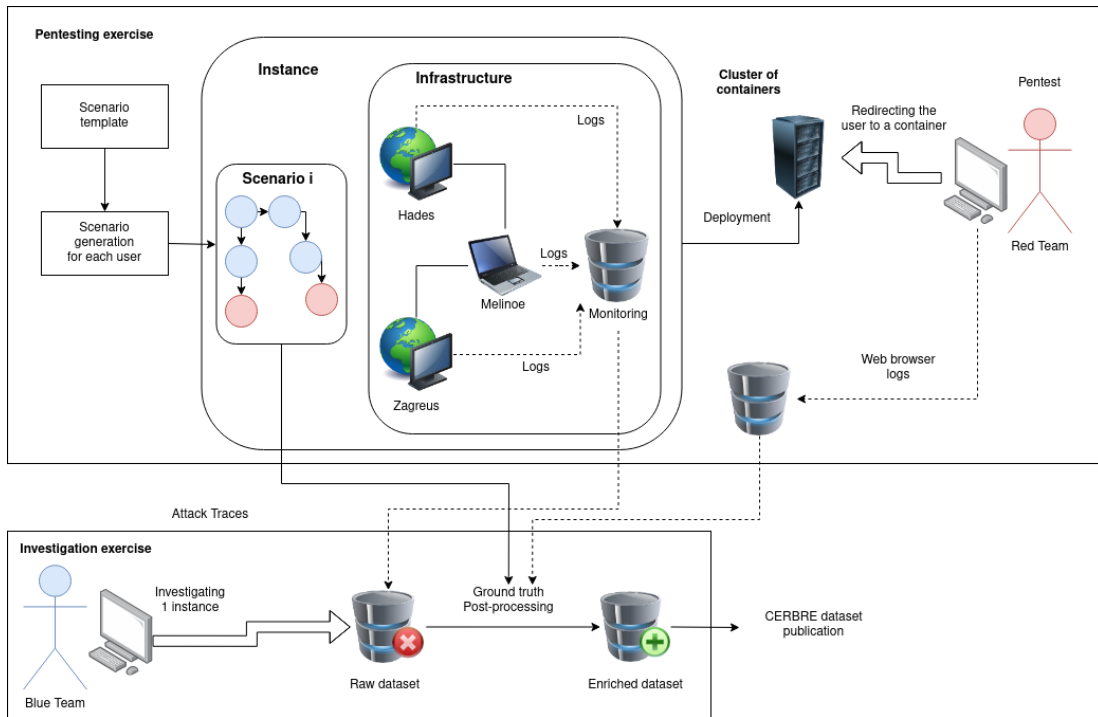 Pentesting exercise
Scenario
template
Scenario
generation
for each user
Instance
Scenario i
Infrastructure
Logs
Hades
Logs
Melinoe
Monitoring
Logs
Zagreus
Cluster of
containers
Deployment
Redirecting the
user to a container
Pentest
Red Team
Web browser
logs
Attack Traces
Investigation exercise
Investigating
1 instance
Blue Team
Raw dataset
Ground truth
Post-processing
Enriched dataset
CERBRE dataset
publication